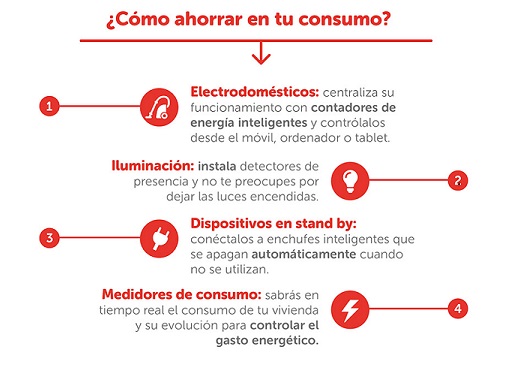 ¿Cómo ahorrar en tu consumo?
1
Electrodomésticos: centraliza su
funcionamiento con contadores de
energía inteligentes y contrólalos
desde el móvil, ordenador o tablet.
Iluminación: instala detectores de
presencia y no te preocupes por
dejar las luces encendidas.
2
3
Dispositivos en stand by:
conéctalos a enchufes inteligentes que
se apagan automáticamente cuando
no se utilizan.
Medidores de consumo: sabrás en
tiempo real el consumo de tu vivienda
y su evolución para controlar el
gasto energético.
4